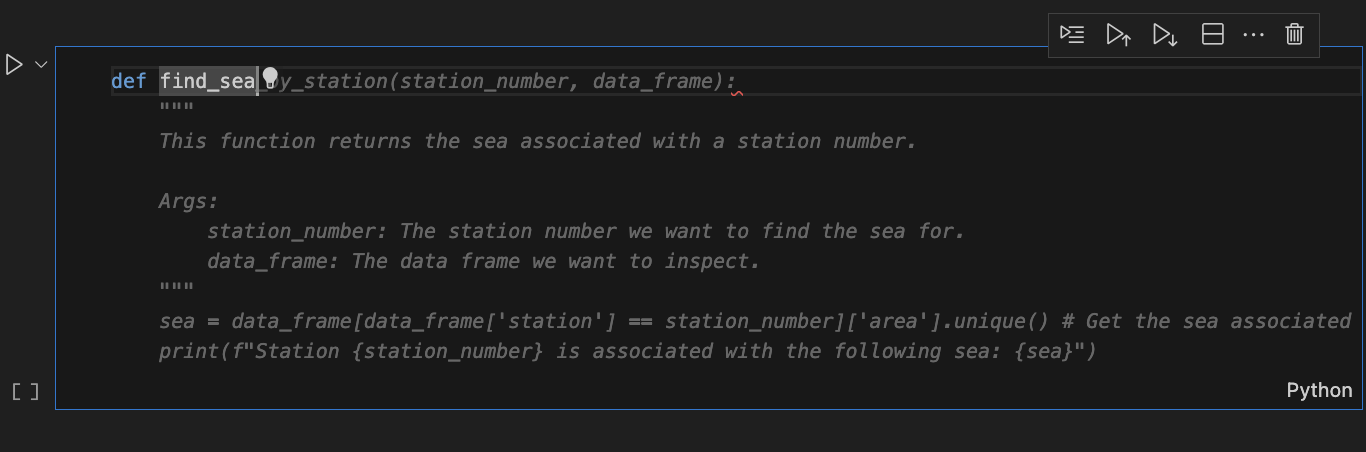 def find_sea_by_station(station_number, data_frame):
"""
This function returns the sea associated with a station number.
Args:
station_number: The station number we want to find the sea for.
data_frame: The data frame we want to inspect.
"""
sea = data_frame[data_frame['station'] == station_number]['area'].unique() # Get the sea associated
print(f"Station {station_number} is associated with the following sea: {sea}")
[ ]
Python